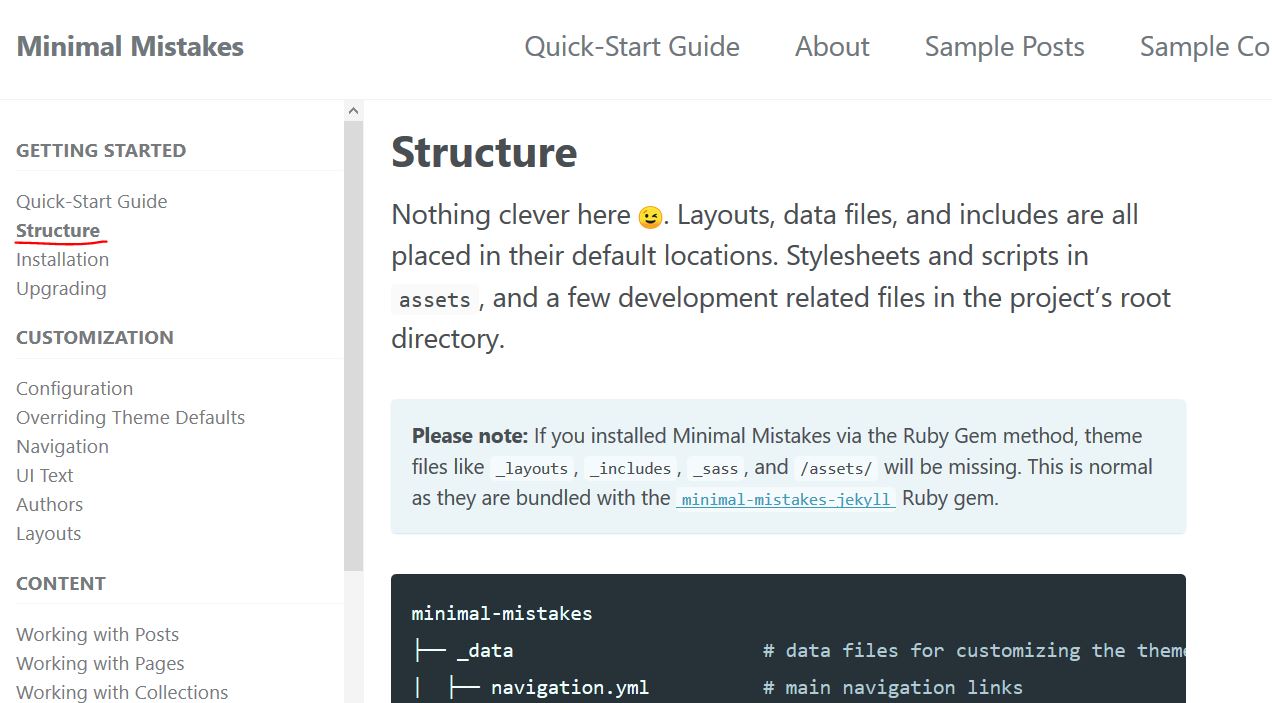 Minimal Mistakes
Quick-Start Guide
About
Sample Posts
Sample Co
GETTING STARTED
Quick-Start Guide
Structure
Installation
Upgrading
CUSTOMIZATION
Configuration
Overriding Theme Defaults
Navigation
UI Text
Authors
Layouts
CONTENT
Working with Posts
Working with Pages
Working with Collections
Structure
Nothing clever here 😉. Layouts, data files, and includes are all
placed in their default locations. Stylesheets and scripts in
assets, and a few development related files in the project’s root
directory.
Please note: If you installed Minimal Mistakes via the Ruby Gem method, theme
files like _layouts, _includes, _sass, and /assets/ will be missing. This is normal
as they are bundled with the minimal-mistakes-jekyll Ruby gem.
minimal-mistakes
├── _data # data files for customizing the theme
| ├── navigation.yml # main navigation links